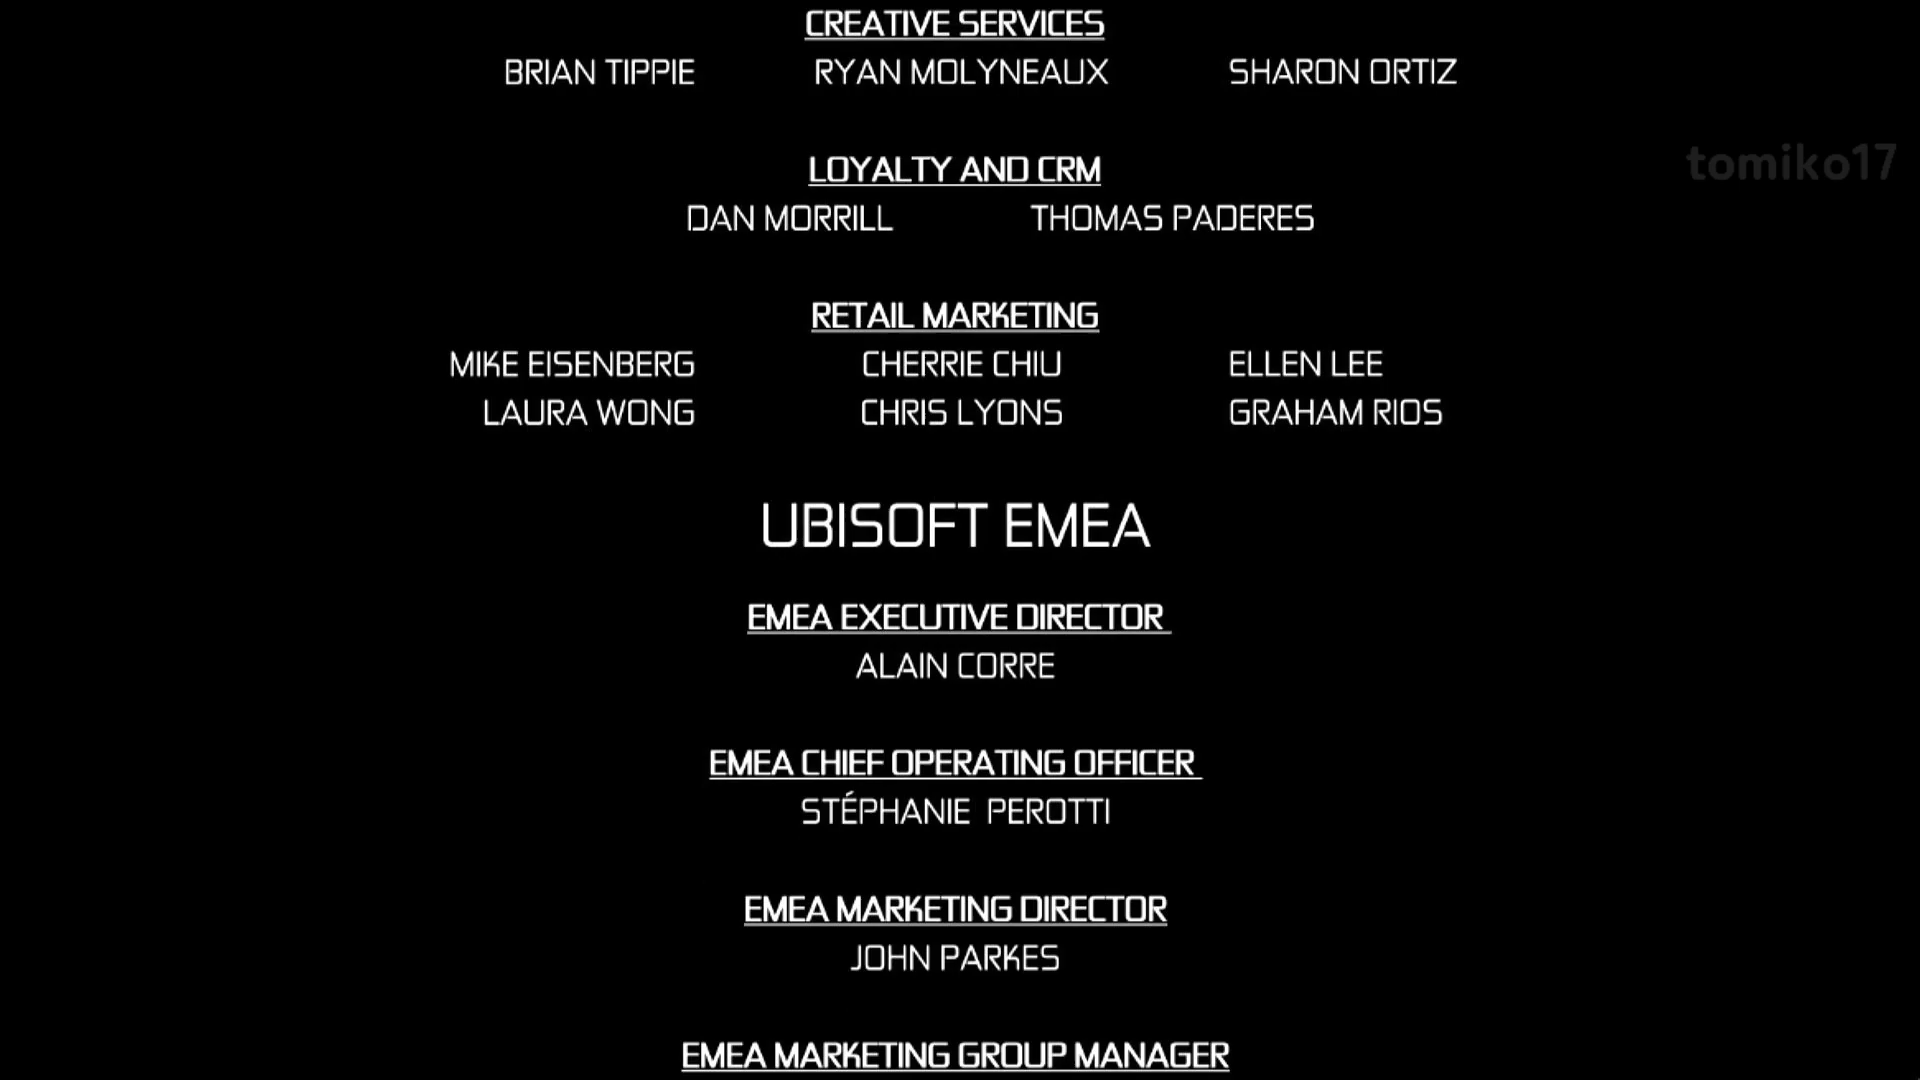 CREATIVE SERVICES
BRIAN TIPPIE RYAN MOLYNEAUX SHARON ORTIZ
tomiko17
LOYALTY AND CRM
DAN MORRILL THOMAS PADERES
RETAIL MARKETING
MIKE EISENBERG CHERRIE CHIU ELLEN LEE
LAURA WONG CHRIS LYONS GRAHAM RIOS
UBISOFT EMEA
EMEA EXECUTIVE DIRECTOR
ALAIN CORRE
EMEA CHIEF OPERATING OFFICER
STÉPHANIE PEROTTI
EMEA MARKETING DIRECTOR
JOHN PARKES
EMEA MARKETING GROUP MANAGER